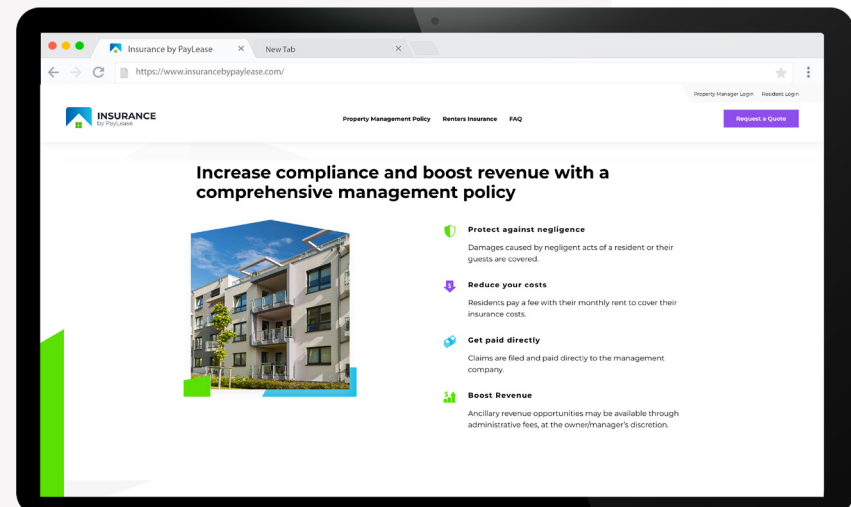 Insurance by PayLease
New Tab
https://www.insurancebypaylease.com/
Property Manager Login Resident Login
INSURANCE
by PayLease
Property Management Policy Renters Insurance FAQ
Request a Quote
Increase compliance and boost revenue with a
comprehensive management policy
Protect against negligence
Damages caused by negligent acts of a resident or their
guests are covered.
Reduce your costs
Residents pay a fee with their monthly rent to cover their
insurance costs.
Get paid directly
Claims are filed and paid directly to the management
company.
Boost Revenue
Ancillary revenue opportunities may be available through
administrative fees, at the owner/manager's discretion.